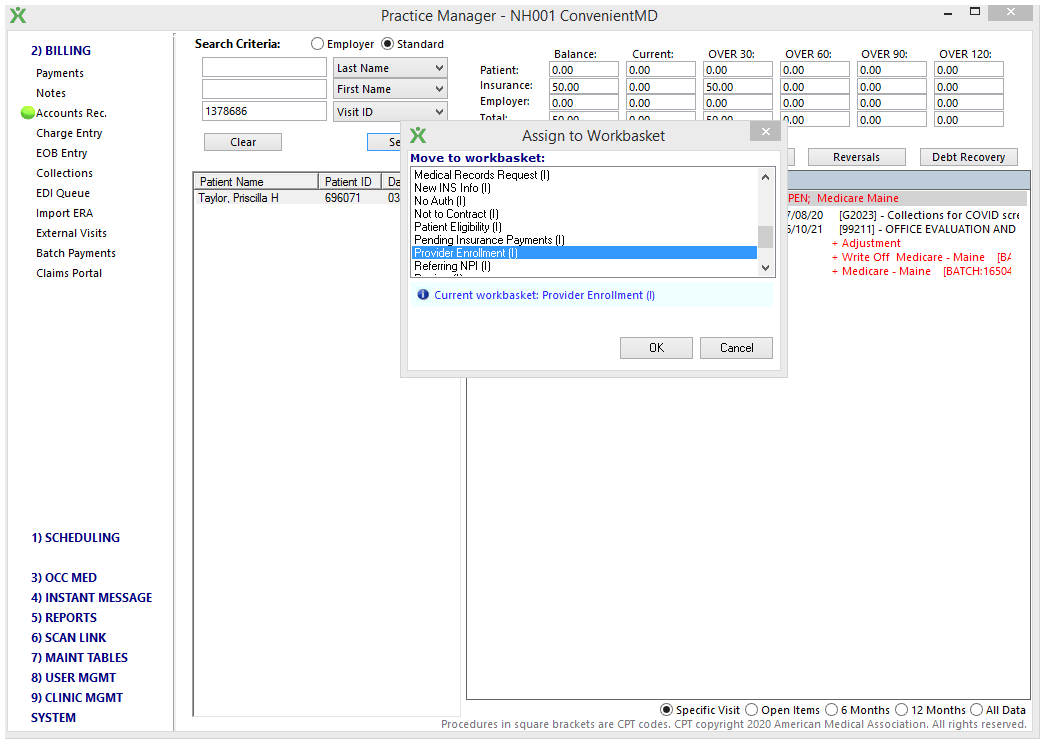 Practice Manager - NH001 ConvenientMD
2) BILLING
Payments
Notes
Accounts Rec.
Charge Entry
EOB Entry
Collections
EDI Queue
Import ERA
External Visits
Batch Payments
Claims Portal
1) SCHEDULING
3) OCC MED
4) INSTANT MESSAGE
5) REPORTS
6) SCAN LINK
7) MAINT TABLES
8) USER MGMT
9) CLINIC MGMT
SYSTEM
Search Criteria: Employer Standard
Last Name
First Name
1378686 Visit ID
Clear Se
Balance: Current: OVER 30: OVER 60: OVER 90: OVER 120:
Patient: 0.00 0.00 0.00 0.00 0.00 0.00
Insurance: 50.00 0.00 50.00 0.00 0.00 0.00
Employer: 0.00 0.00 0.00 0.00 0.00 0.00
Total: 50.00 0.00 50.00 0.00 0.00 0.00
Reversals Debt Recovery
Patient Name Patient ID Da
Taylor, Priscilla H 696071 03
Assign to Workbasket
Move to workbasket:
Medical Records Request (I)
New INS Info (I)
No Auth (I)
Not to Contract (I)
Patient Eligibility (I)
Pending Insurance Payments (I)
Provider Enrollment (I)
Referring NPI (I)
Current workbasket: Provider Enrollment (I)
OK Cancel
PEN; Medicare Maine
7/08/20 [G2023] - Collections for COVID scre
6/10/21 [99211] - OFFICE EVALUATION AND
+ Adjustment
+ Write Off Medicare - Maine [BA
+ Medicare - Maine [BATCH:16504
Specific Visit Open Items 6 Months 12 Months All Data
Procedures in square brackets are CPT codes. CPT copyright 2020 American Medical Association. All rights reserved.